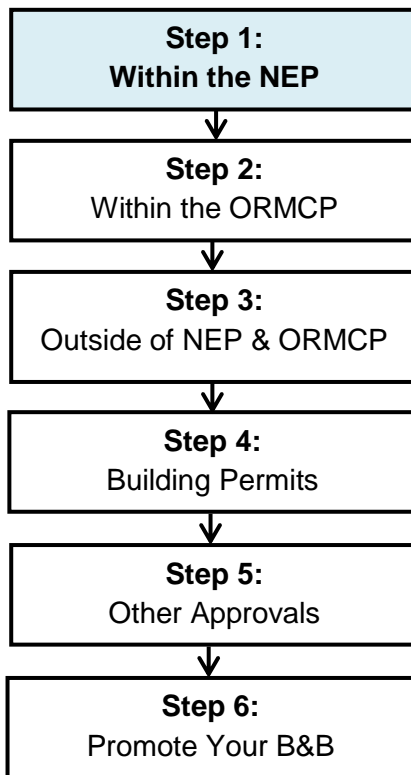 Step 1:
Within the NEP
Step 2:
Within the ORMCP
Step 3:
Outside of NEP & ORMCP
Step 4:
Building Permits
Step 5:
Other Approvals
Step 6:
Promote Your B&B